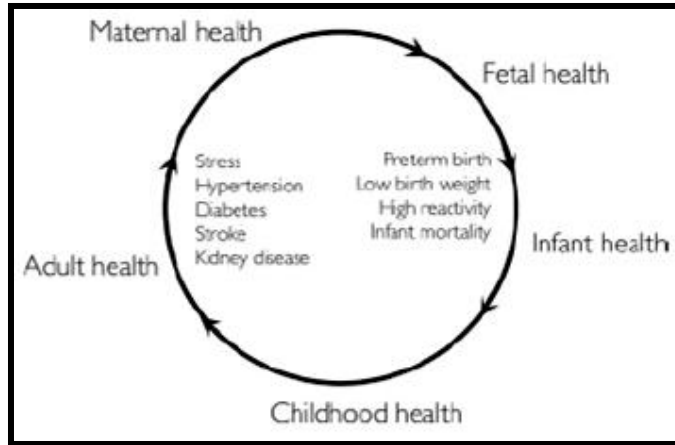 Maternal health
Fetal health
Stress
Hypertension
Diabetes
Stroke
Kidney disease
Preterm birth
Low birth weight
High reactivity
Infant mortality
Infant health
Adult health
Childhood health